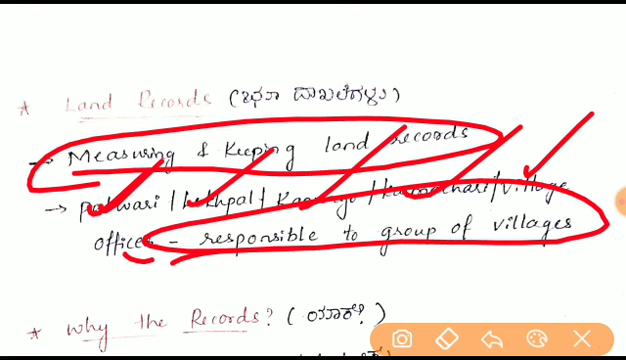 * Land Records (ಭೂ ದಾಖಲೆಗಳು)
→ Measuring & Keeping land records
→ patwari / lekhpal / Kanungo / Karamchari / village
officer - responsible to group of villages
* Why the Records? (ಯಾಕೆ?)